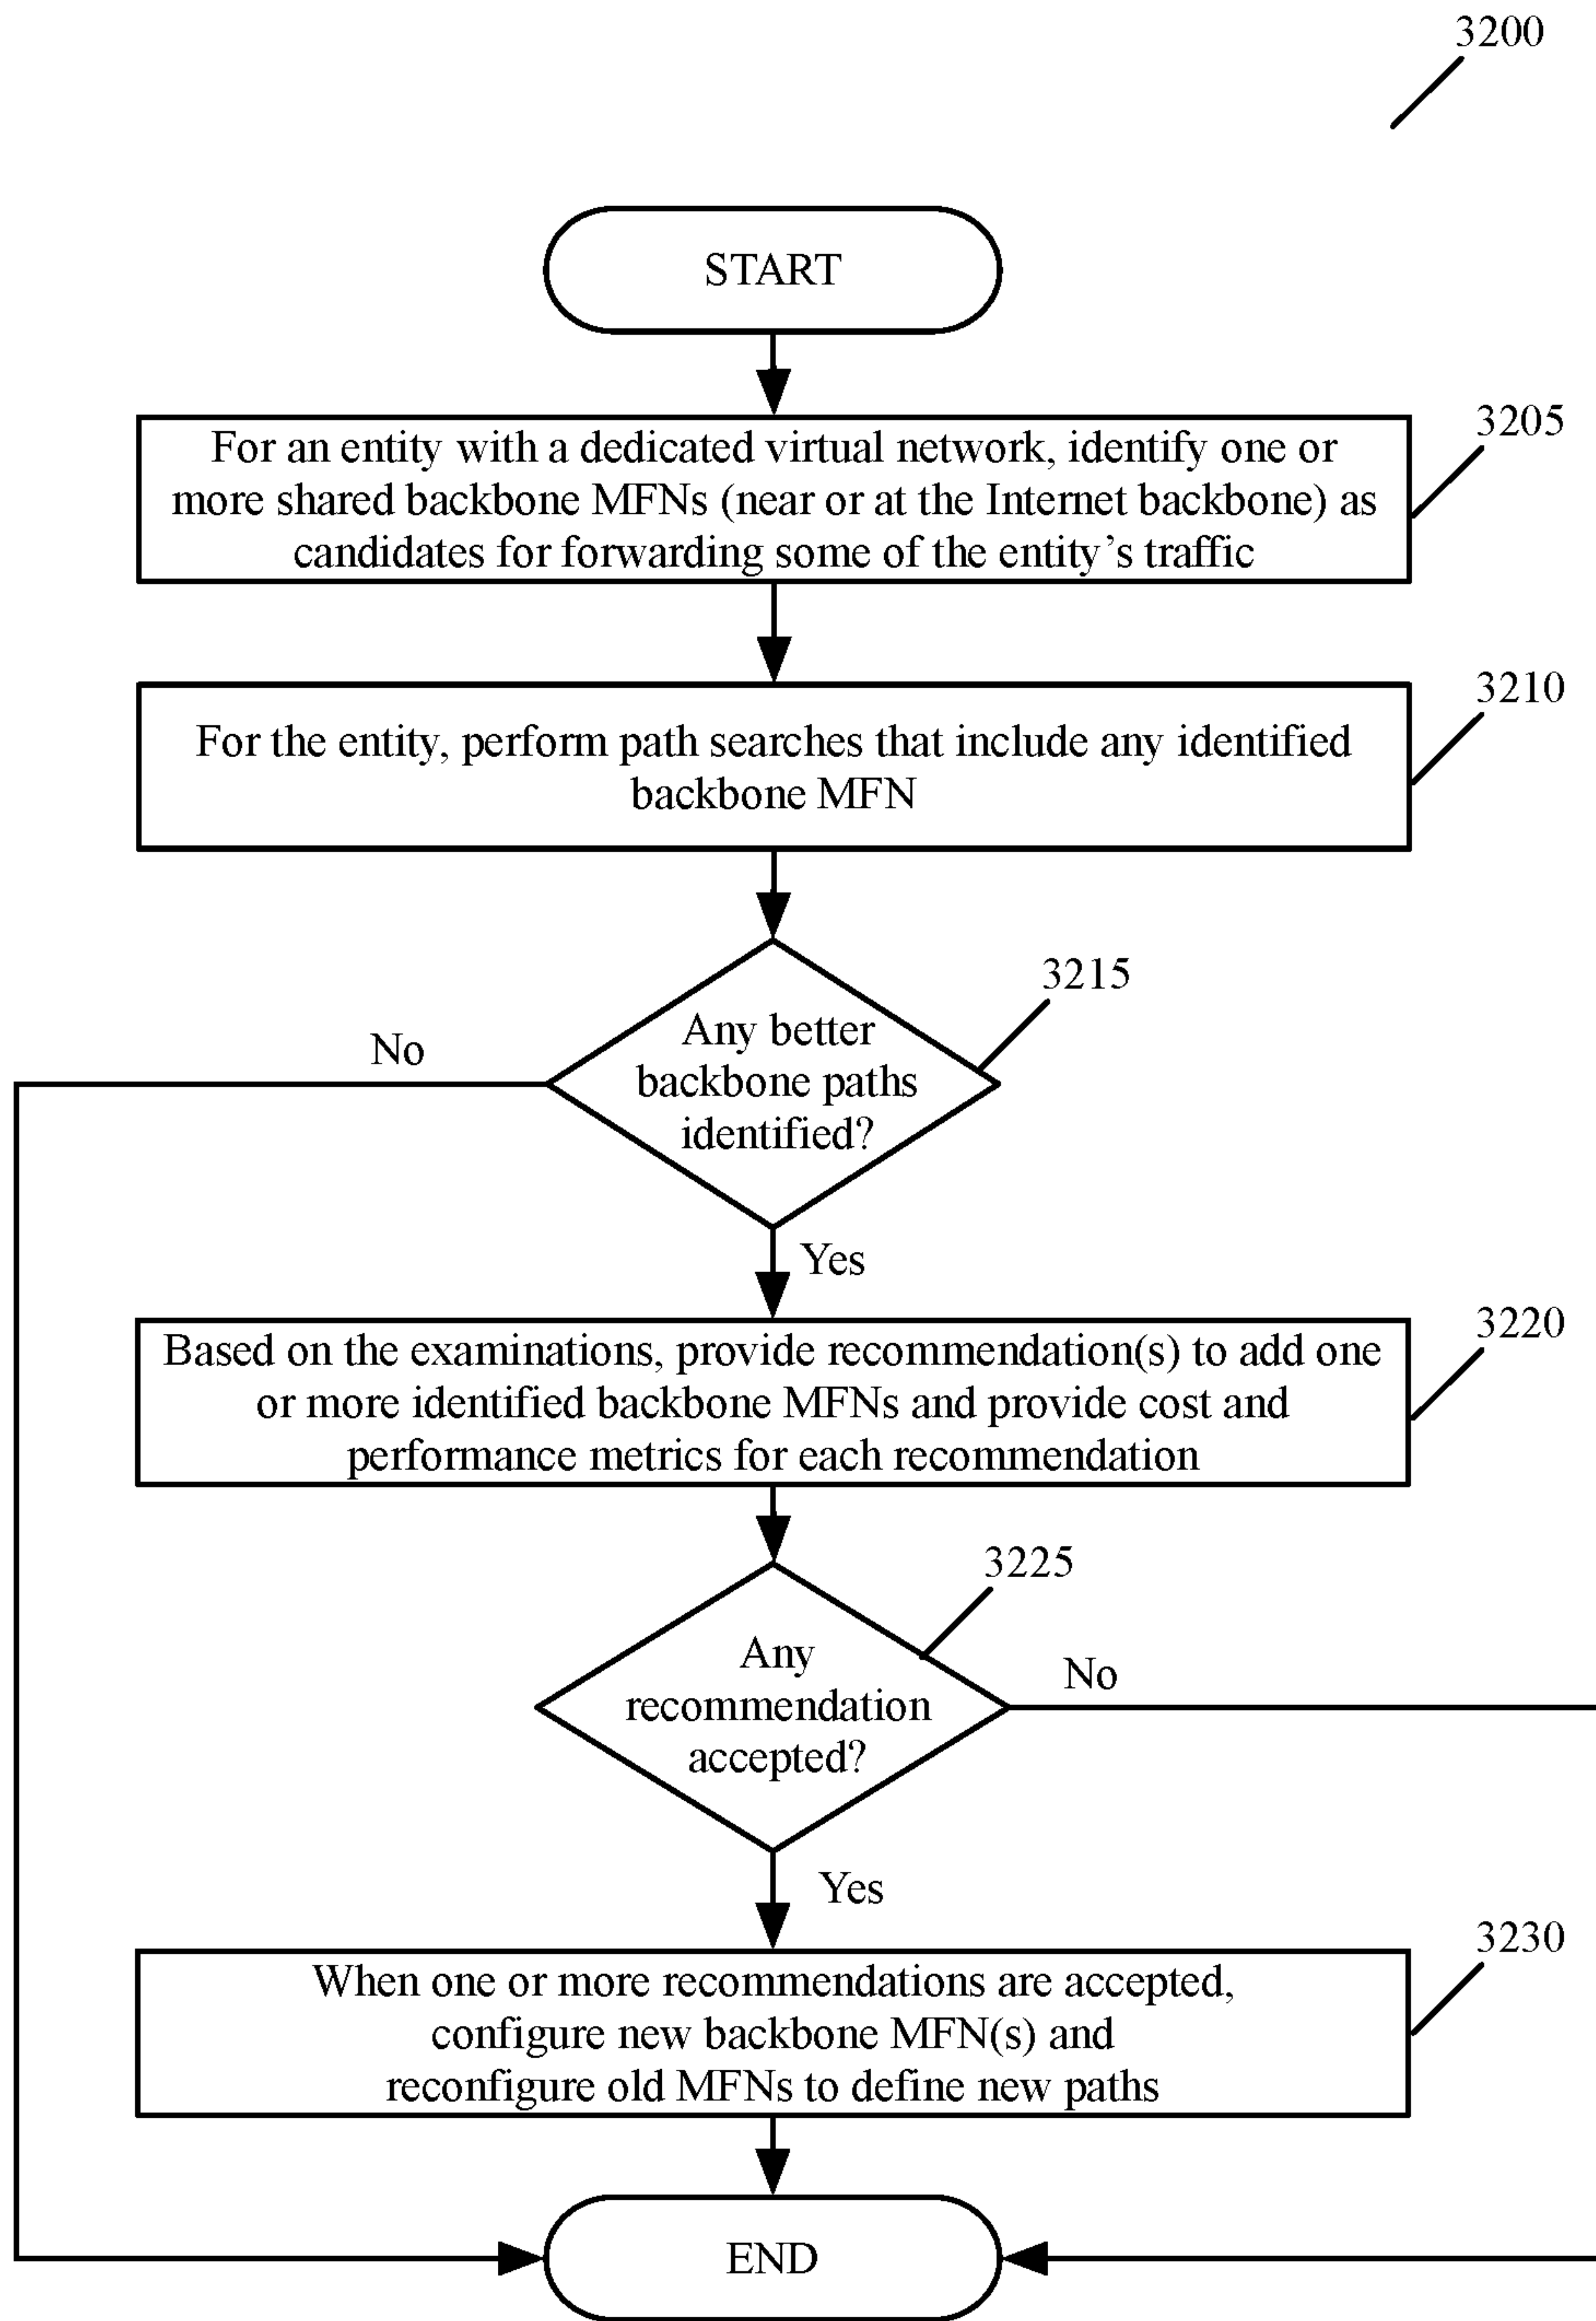 3200
START
3205
For an entity with a dedicated virtual network, identify one or
more shared backbone MFNs (near or at the Internet backbone) as
candidates for forwarding some of the entity’s traffic
3210
For the entity, perform path searches that include any identified
backbone MFN
3215
Any better
backbone paths
identified?
No
Yes
3220
Based on the examinations, provide recommendation(s) to add one
or more identified backbone MFNs and provide cost and
performance metrics for each recommendation
3225
Any
recommendation
accepted?
No
Yes
3230
When one or more recommendations are accepted,
configure new backbone MFN(s) and
reconfigure old MFNs to define new paths
END